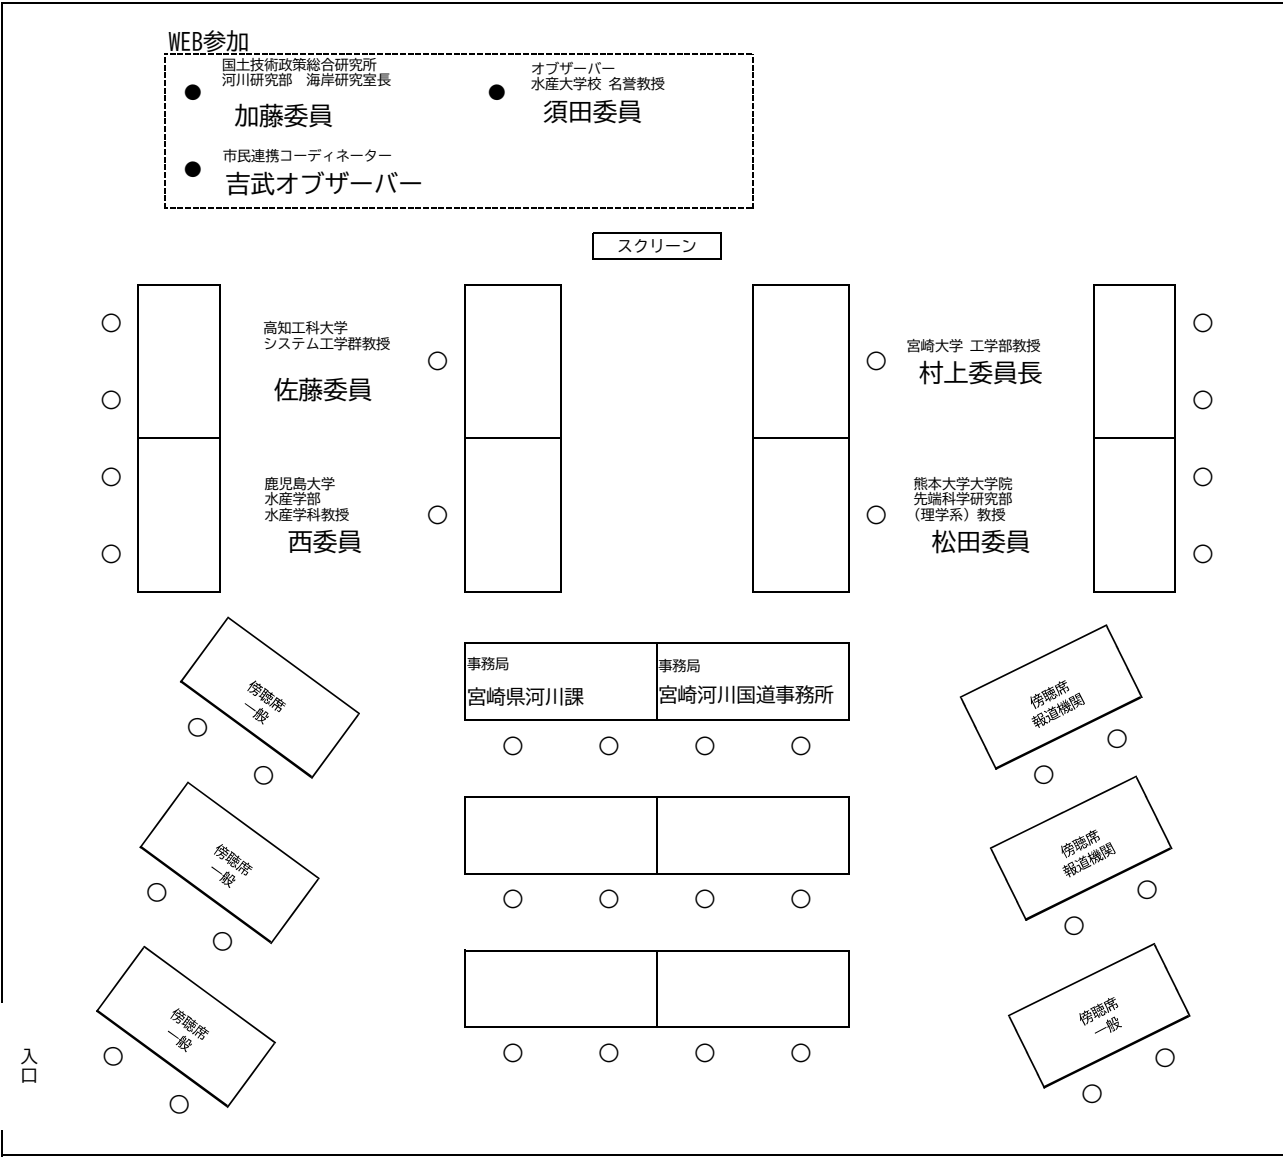 WEB参加
国土技術政策総合研究所
河川研究部　海岸研究室長
加藤委員
オブザーバー
水産大学校 名誉教授
須田委員
市民連携コーディネーター
吉武オブザーバー
スクリーン
高知工科大学
システム工学群教授
佐藤委員
宮崎大学 工学部教授
村上委員長
鹿児島大学
水産学部
水産学科教授
西委員
熊本大学大学院
先端科学研究部
（理学系）教授
松田委員
傍聴席
一般
事務局
宮崎県河川課
事務局
宮崎河川国道事務所
傍聴席
報道機関
傍聴席
一般
傍聴席
報道機関
傍聴席
一般
傍聴席
一般
入口